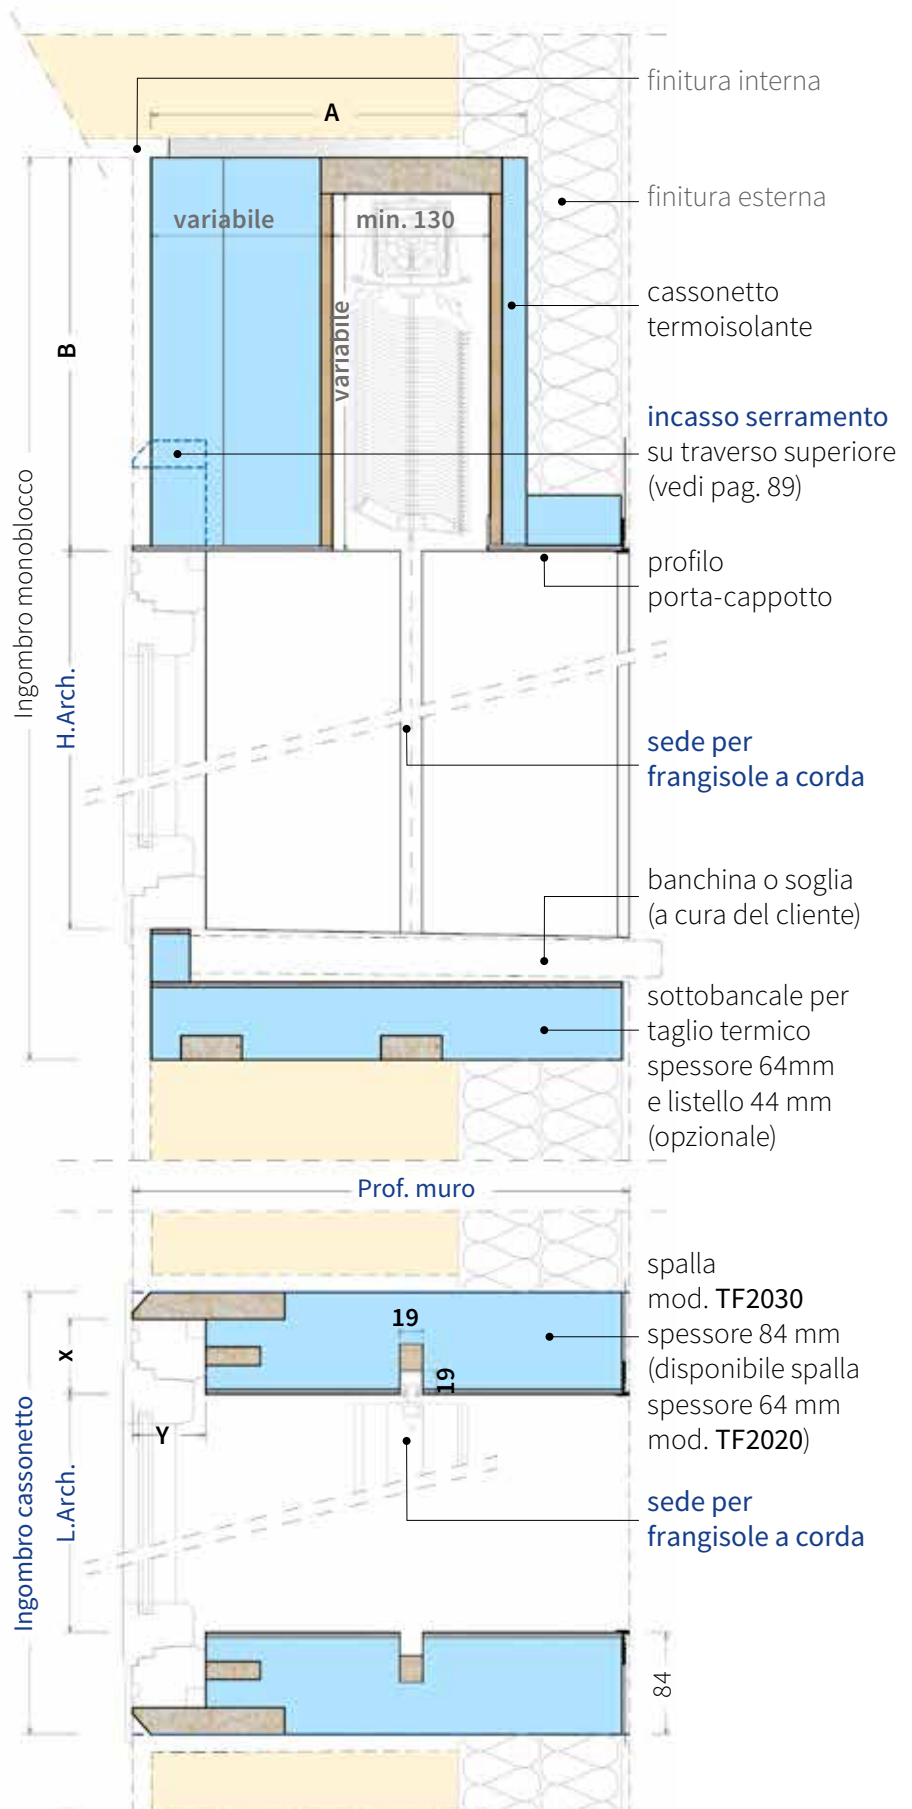 finitura interna
A
finitura esterna
variabile
min. 130
variabile
cassonetto
termoisolante
B
incasso serramento
su traverso superiore
(vedi pag. 89)
Ingombro monoblocco
profilo
porta-cappotto
H.Arch.
sede per
frangisole a corda
banchina o soglia
(a cura del cliente)
sottobancale per
taglio termico
spessore 64mm
e listello 44 mm
(opzionale)
Prof. muro
spalla
mod. TF2030
spessore 84 mm
(disponibile spalla
spessore 64 mm
mod. TF2020)
19
19
X
Y
Ingombro cassonetto
L.Arch.
sede per
frangisole a corda
84